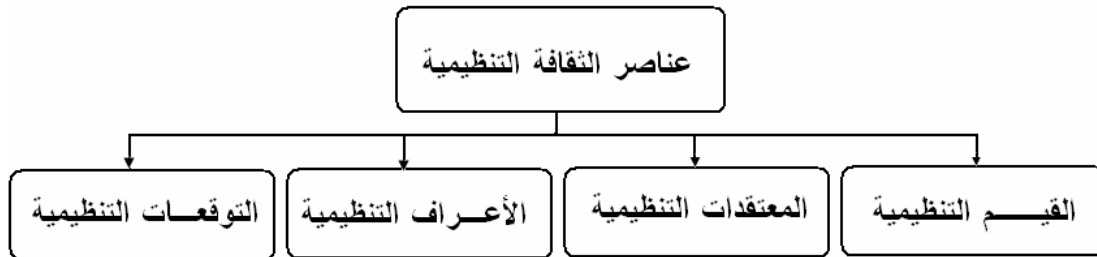 عناصر الثقافة التنظيمية
القيم التنظيمية
المعتقدات التنظيمية
الأعراف التنظيمية
التوقعات التنظيمية